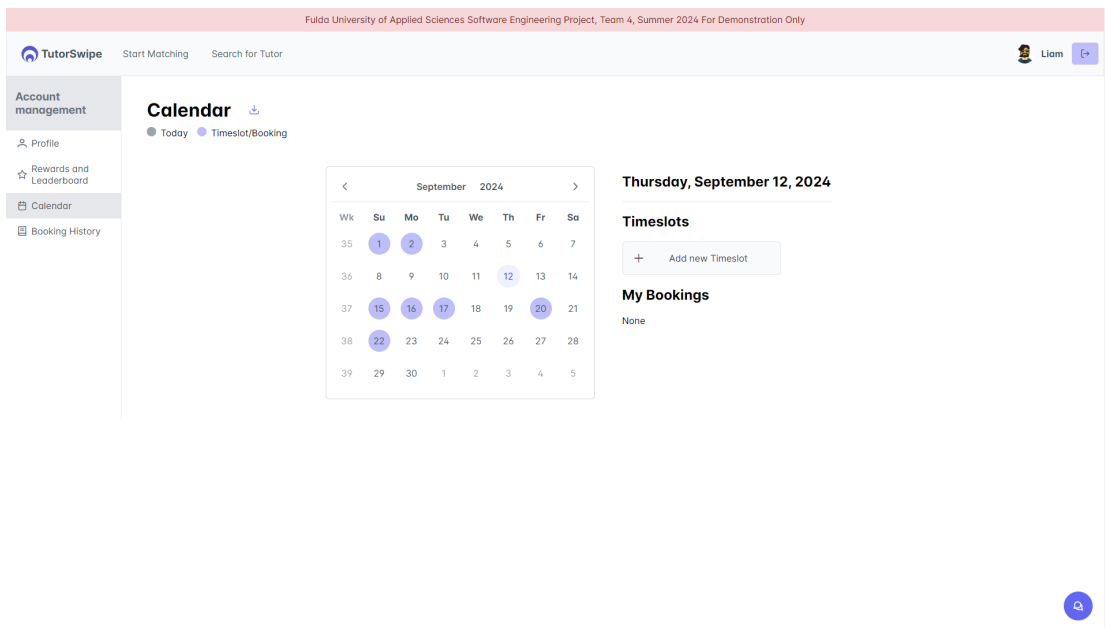 Fulda University of Applied Sciences Software Engineering Project, Team 4, Summer 2024 For Demonstration Only
TutorSwipe Start Matching Search for Tutor Liam
Account
management
Profile
Rewards and
Leaderboard
Calendar
Booking History
Calendar
Today Timeslot/Booking
September 2024
Wk Su Mo Tu We Th Fr Sa
35 1 2 3 4 5 6 7
36 8 9 10 11 12 13 14
37 15 16 17 18 19 20 21
38 22 23 24 25 26 27 28
39 29 30 1 2 3 4 5
Thursday, September 12, 2024
Timeslots
Add new Timeslot
My Bookings
None